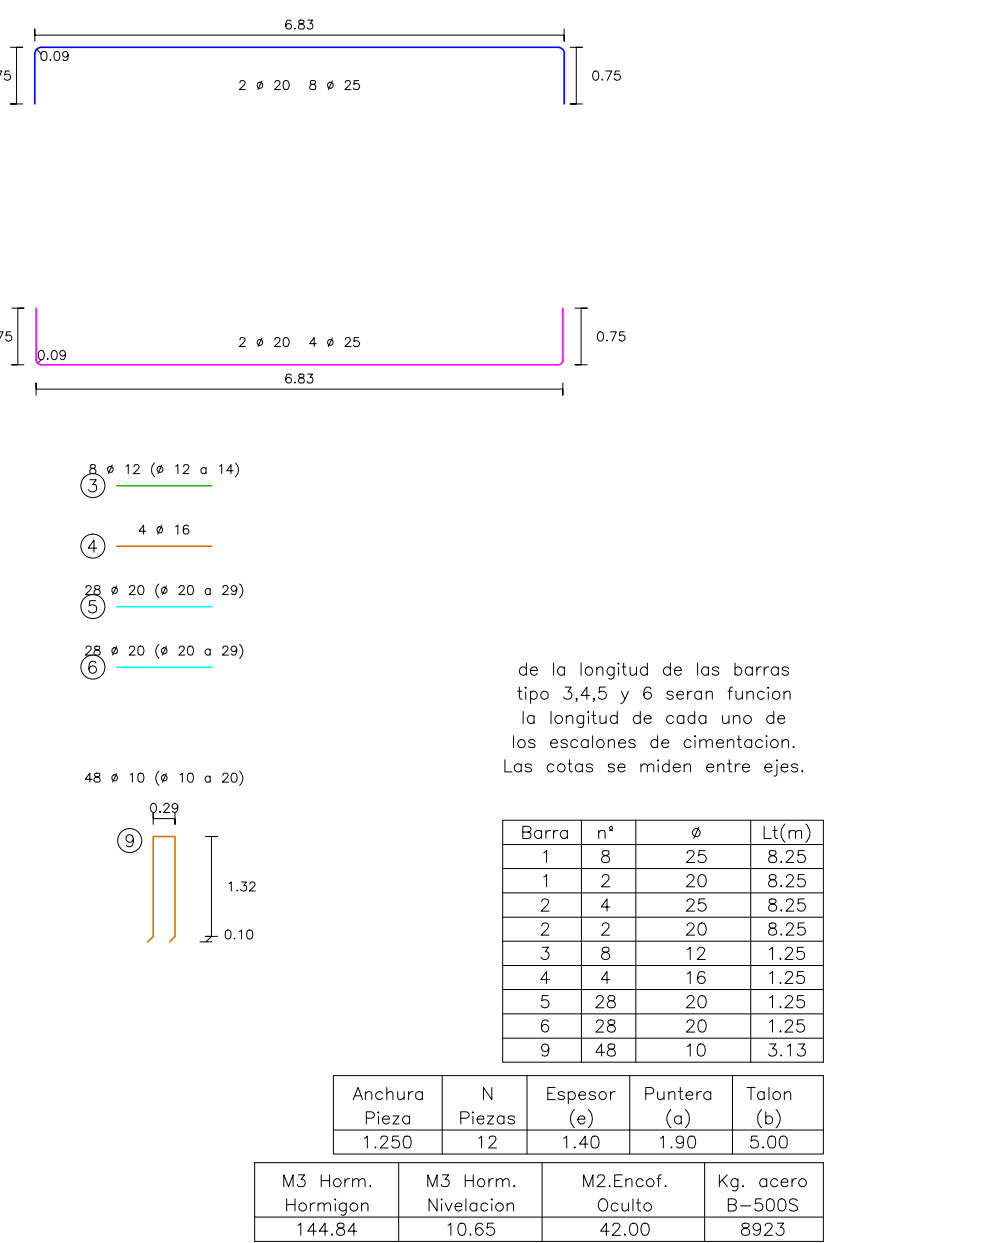 6.83
0.09
75
2 ø 20 8 ø 25
0.75
75
0.09
2 ø 20 4 ø 25
0.75
6.83
8 ø 12 (ø 12 a 14)
3
4 ø 16
4
28 ø 20 (ø 20 a 29)
5
28 ø 20 (ø 20 a 29)
6
de la longitud de las barras
tipo 3,4,5 y 6 seran funcion
la longitud de cada uno de
los escalones de cimentacion.
Las cotas se miden entre ejes.
48 ø 10 (ø 10 a 20)
0.29
9
1.32
0.10
Barra nº ø Lt(m)
1 8 25 8.25
1 2 20 8.25
2 4 25 8.25
2 2 20 8.25
3 8 12 1.25
4 4 16 1.25
5 28 20 1.25
6 28 20 1.25
9 48 10 3.13
Anchura N Espesor Puntera Talon
Pieza Piezas (e) (a) (b)
1.250 12 1.40 1.90 5.00
M3 Horm. M3 Horm. M2.Encof. Kg. acero
Hormigon Nivelacion Oculto B-500S
144.84 10.65 42.00 8923